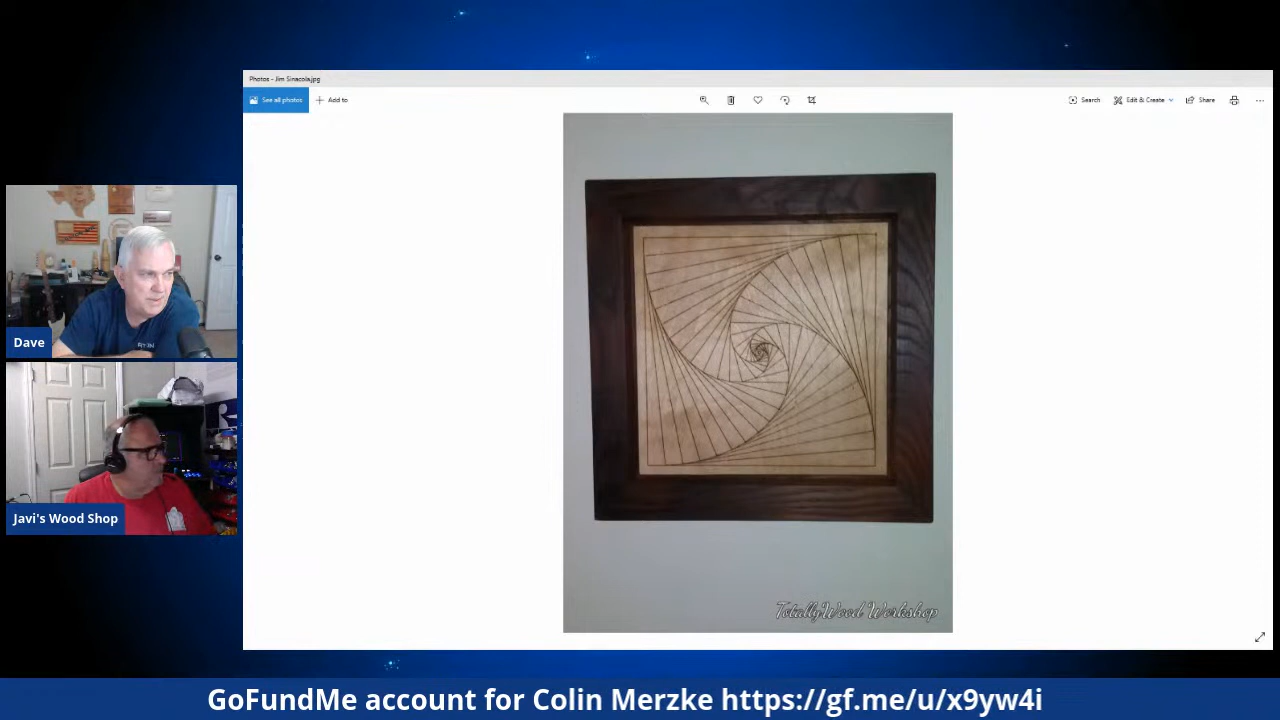 Photos - Jim Sinacola.jpg
See all photos
Add to
Search
Edit & Create
Share
Dave
Javi's Wood Shop
TotallyWood Workshop
GoFundMe account for Colin Merzke https://gf.me/u/x9yw4i